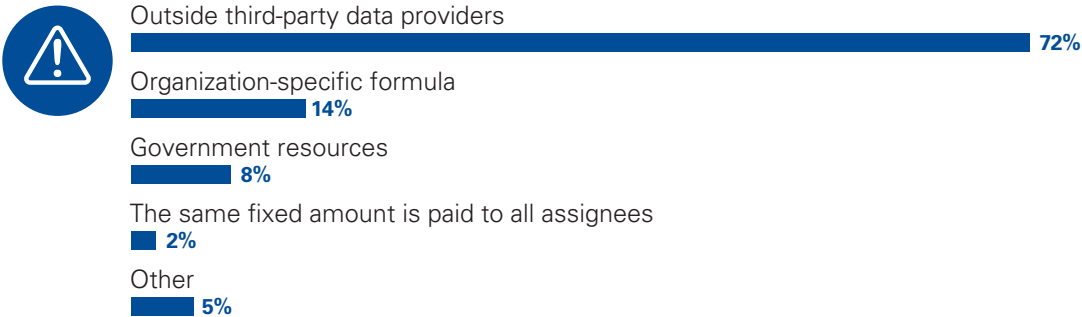 Outside third-party data providers
72%
Organization-specific formula
14%
Government resources
8%
The same fixed amount is paid to all assignees
2%
Other
5%